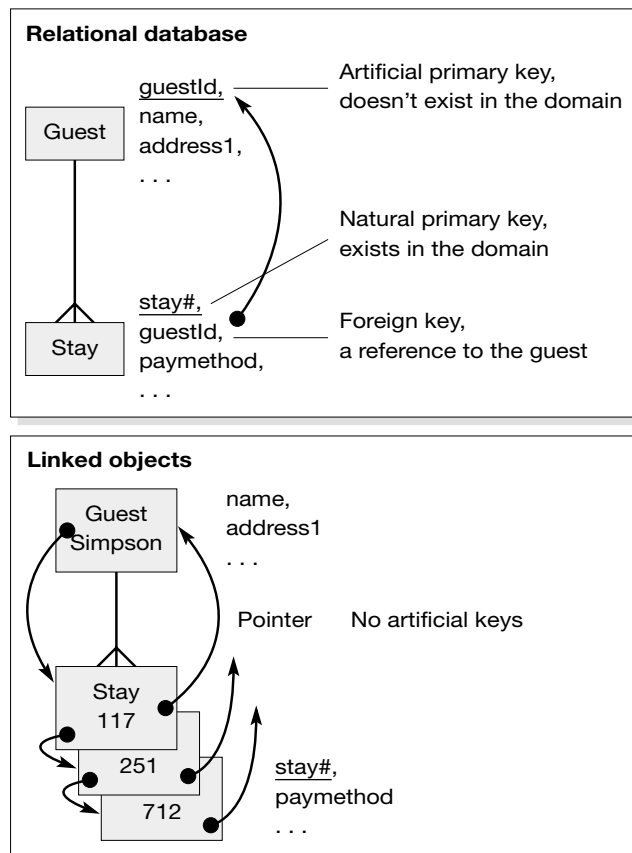 Relational database
guestId,
name,
address1,
. . .
Artificial primary key,
doesn't exist in the domain
Guest
Natural primary key,
exists in the domain
stay#,
guestId,
paymethod,
. . .
Foreign key,
a reference to the guest
Stay
Linked objects
Guest
Simpson
name,
address1
. . .
Pointer
No artificial keys
Stay
117
251
712
stay#,
paymethod
. . .